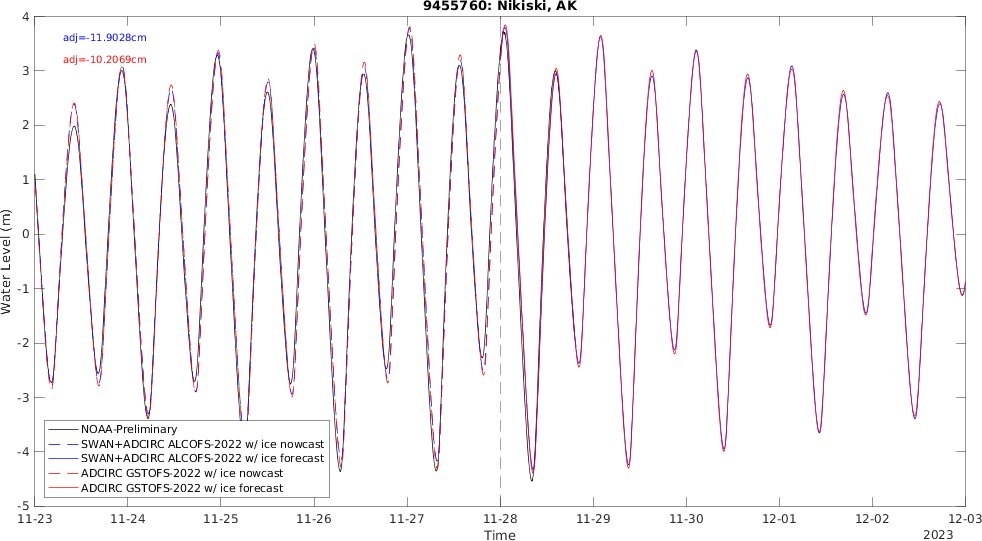 9455760: Nikiski, AK
adj=-11.9028cm
adj=-10.2069cm
Water Level (m)
4
3
2
1
0
-1
-2
-3
-4
-5
NOAA-Preliminary
SWAN+ADCIRC ALCOFS-2022 w/ ice nowcast
SWAN+ADCIRC ALCOFS-2022 w/ ice forecast
ADCIRC GSTOFS-2022 w/ ice nowcast
ADCIRC GSTOFS-2022 w/ ice forecast
11-23 11-24 11-25 11-26 11-27 11-28 11-29 11-30 12-01 12-02 12-03
Time
2023